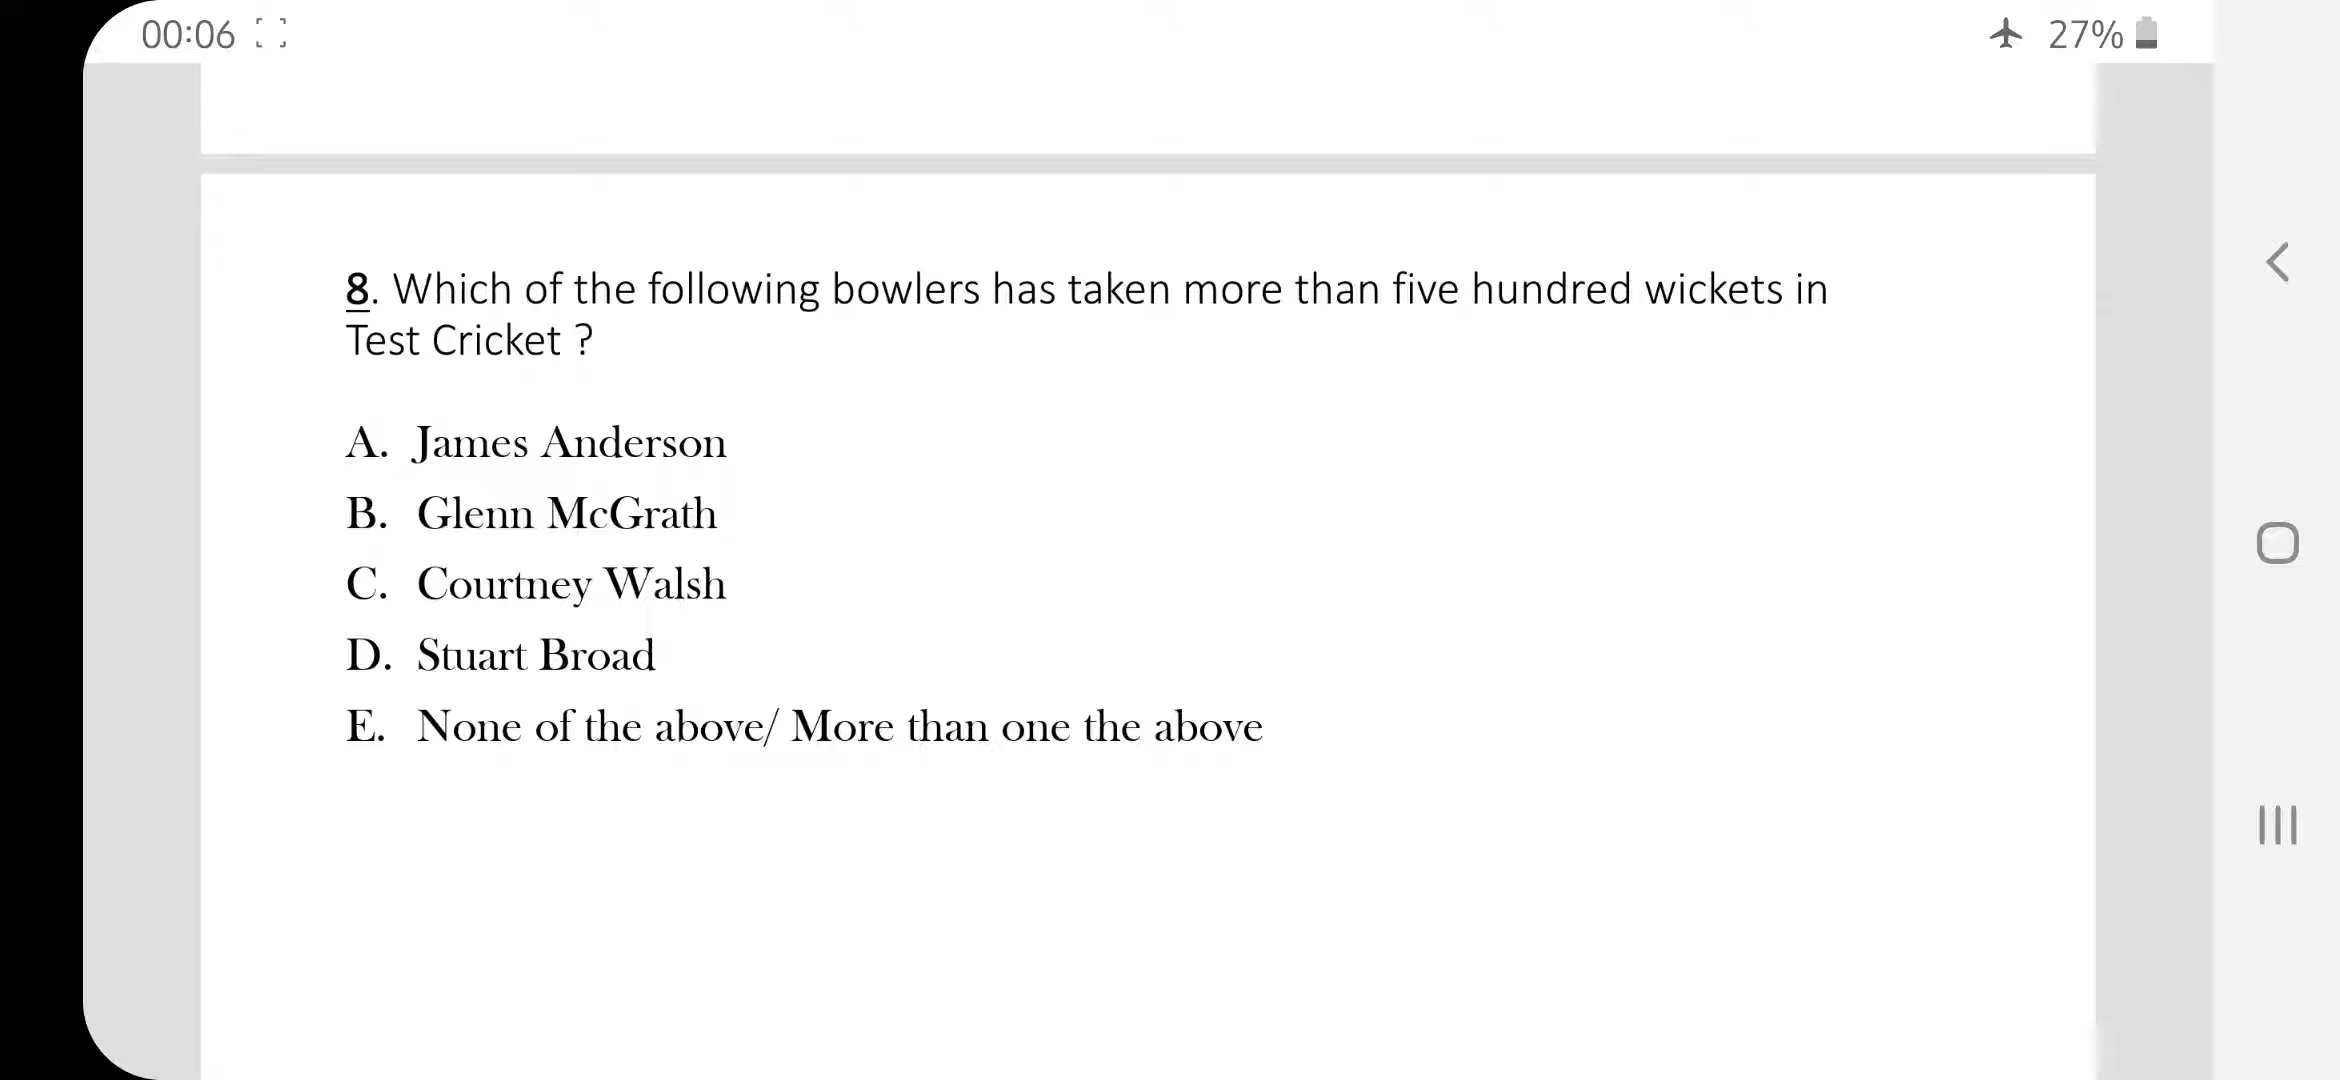 00:06 27%
8. Which of the following bowlers has taken more than five hundred wickets in
Test Cricket ?
A. James Anderson
B. Glenn McGrath
C. Courtney Walsh
D. Stuart Broad
E. None of the above/ More than one the above